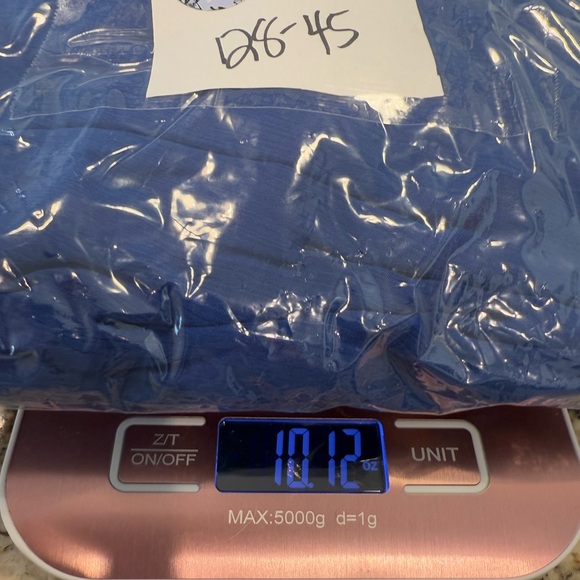 128-45
Z/T
ON/OFF
10.12 oz
UNIT
MAX:5000g d=1g